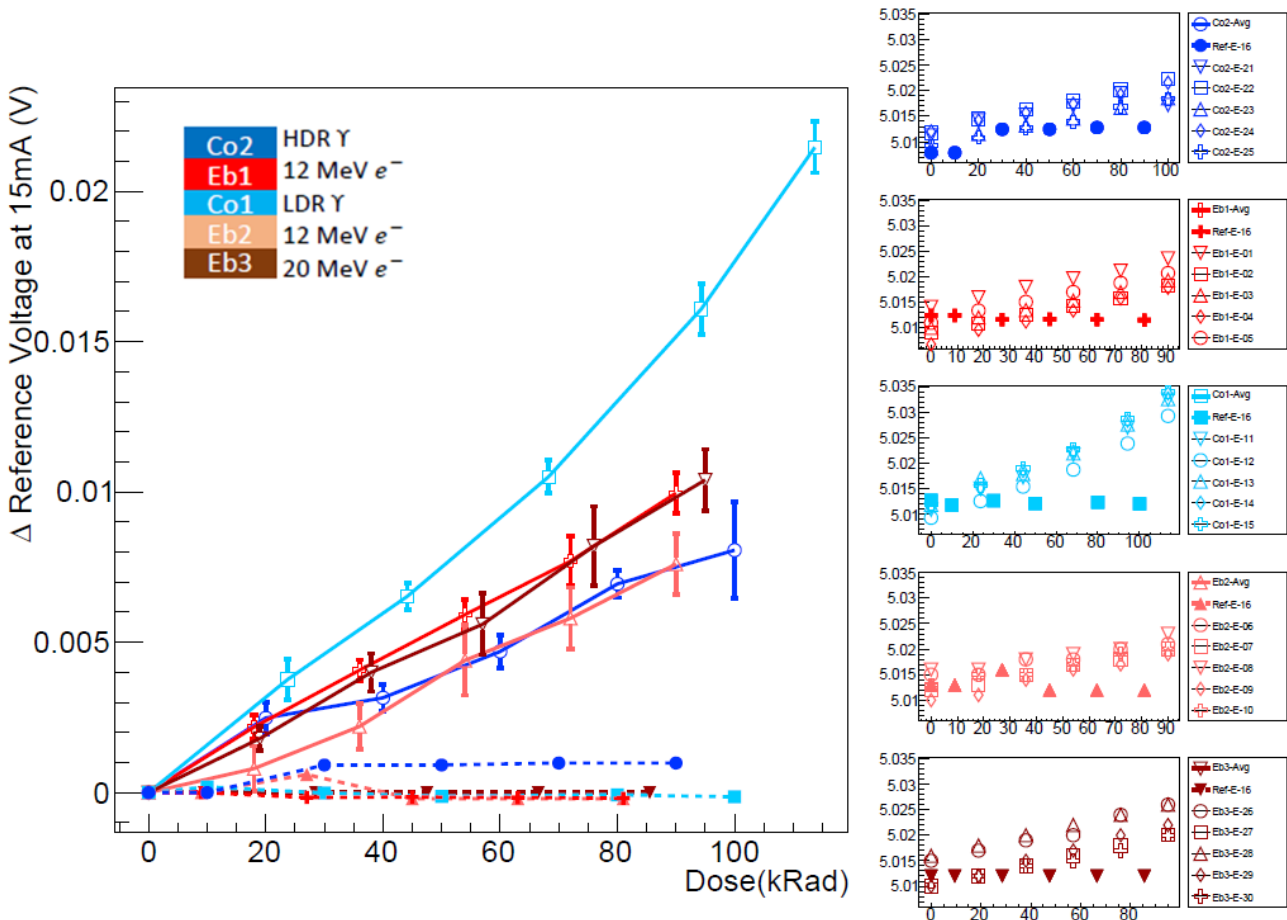 Δ Reference Voltage at 15mA (V)
0.02
0.015
0.01
0.005
0
0 20 40 60 80 100
Dose(kRad)
Co2 HDR ϒ
Eb1 12 MeV e⁻
Co1 LDR ϒ
Eb2 12 MeV e⁻
Eb3 20 MeV e⁻
5.035
5.03
5.025
5.02
5.015
5.01
0 20 40 60 80 100
Co2-Avg
Ref-E-16
Co2-E-21
Co2-E-22
Co2-E-23
Co2-E-24
Co2-E-25
5.035
5.03
5.025
5.02
5.015
5.01
0 10 20 30 40 50 60 70 80 90
Eb1-Avg
Ref-E-16
Eb1-E-01
Eb1-E-02
Eb1-E-03
Eb1-E-04
Eb1-E-05
5.035
5.03
5.025
5.02
5.015
5.01
0 20 40 60 80 100
Co1-Avg
Ref-E-16
Co1-E-11
Co1-E-12
Co1-E-13
Co1-E-14
Co1-E-15
5.035
5.03
5.025
5.02
5.015
5.01
0 10 20 30 40 50 60 70 80 90
Eb2-Avg
Ref-E-16
Eb2-E-06
Eb2-E-07
Eb2-E-08
Eb2-E-09
Eb2-E-10
5.035
5.03
5.025
5.02
5.015
5.01
0 20 40 60 80
Eb3-Avg
Ref-E-16
Eb3-E-26
Eb3-E-27
Eb3-E-28
Eb3-E-29
Eb3-E-30